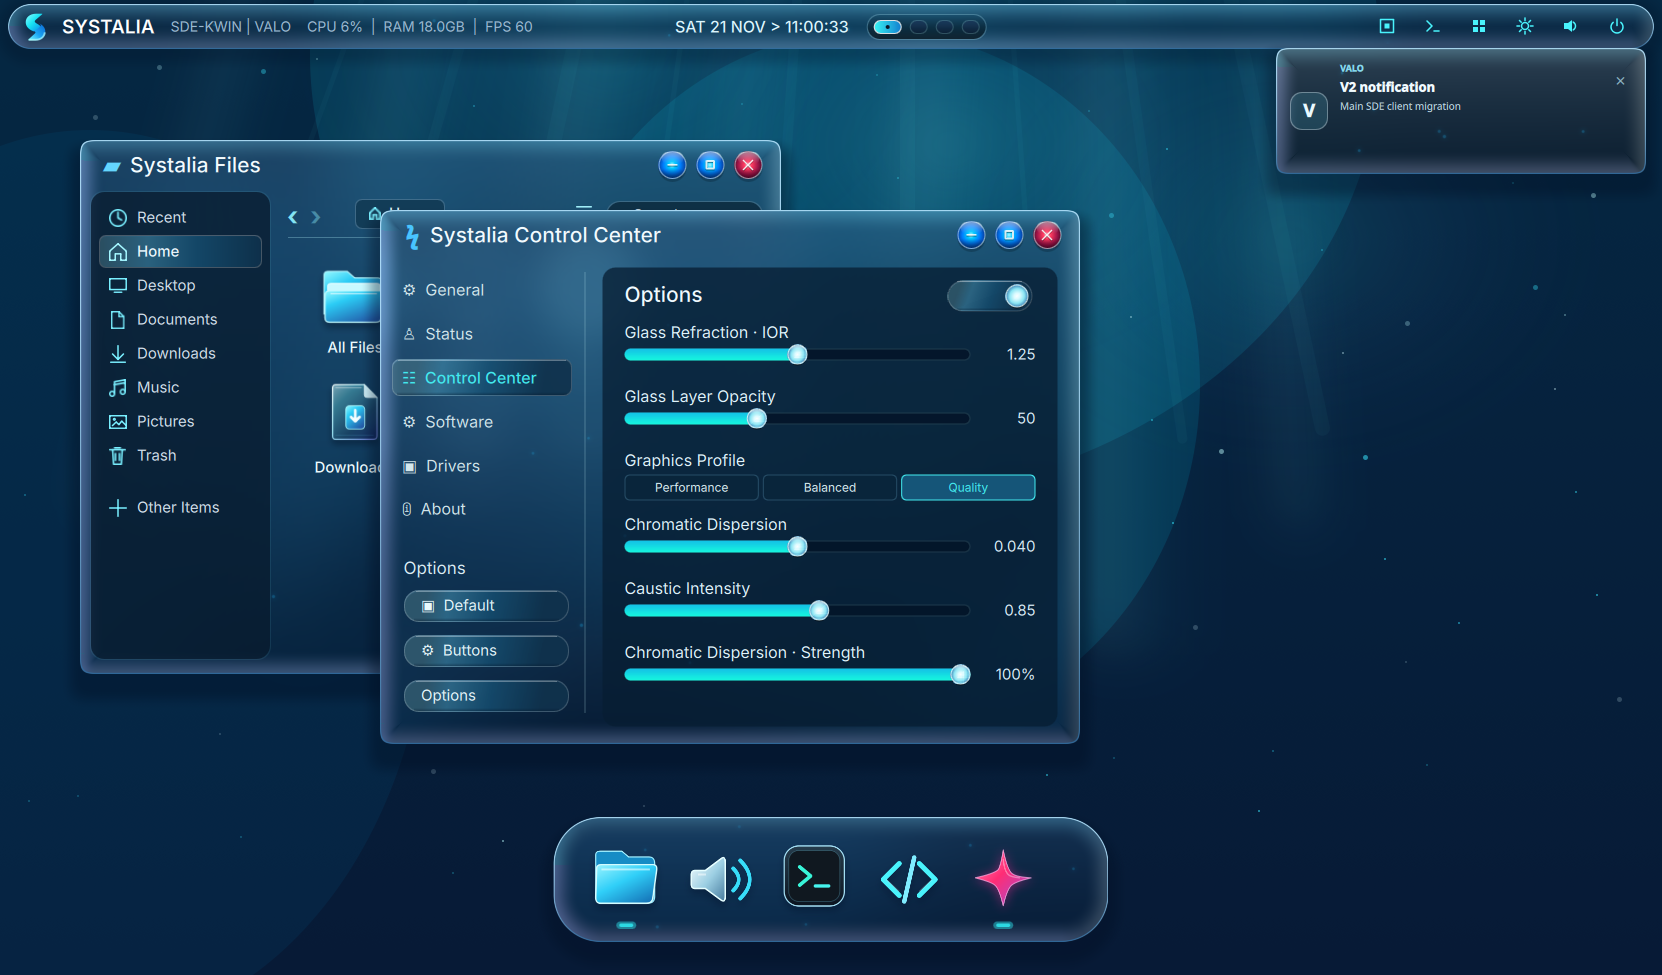 SYSTALIA SDE-KWIN | VALO CPU 6% | RAM 18.0GB | FPS 60 SAT 21 NOV > 11:00:33
VALO
V2 notification
Main SDE client migration
V
Systalia Files
Recent
Home
Desktop
Documents
Downloads
Music
Pictures
Trash
Other Items
All Files
Systalia Control Center
General
Status
Control Center
Software
Drivers
About
Options
Default
Buttons
Options
Options
Glass Refraction · IOR
1.25
Glass Layer Opacity
50
Graphics Profile
Performance Balanced Quality
Chromatic Dispersion
0.040
Caustic Intensity
0.85
Chromatic Dispersion · Strength
100%